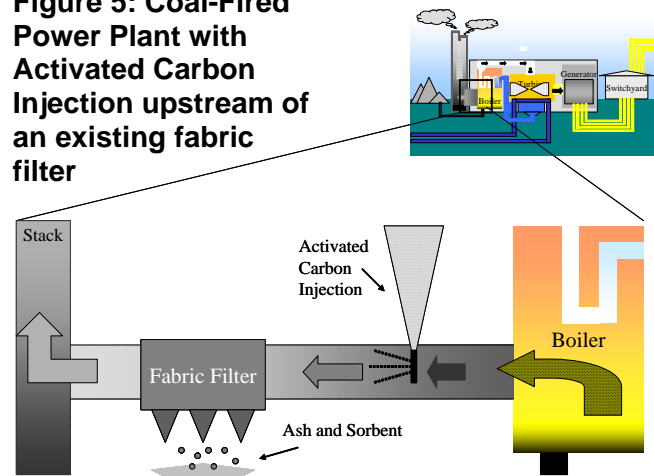 Figure 5: Coal-Fired
Power Plant with
Activated Carbon
Injection upstream of
an existing fabric
filter
Generator
Boiler
Switchyard
Stack
Activated
Carbon
Injection
Boiler
Fabric Filter
Ash and Sorbent